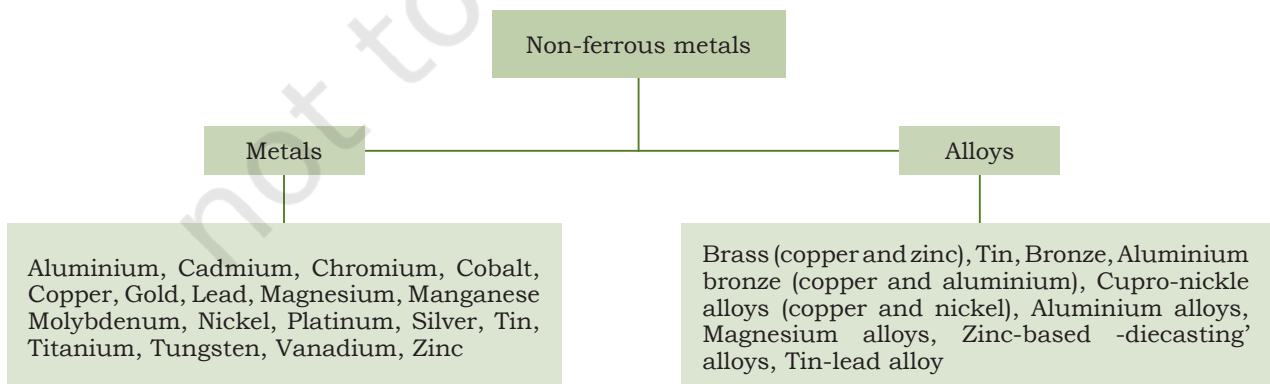 not to
Non-ferrous metals
Metals
Alloys
Aluminium, Cadmium, Chromium, Cobalt,
Copper, Gold, Lead, Magnesium, Manganese
Molybdenum, Nickel, Platinum, Silver, Tin,
Titanium, Tungsten, Vanadium, Zinc
Brass (copper and zinc), Tin, Bronze, Aluminium
bronze (copper and aluminium), Cupro-nickle
alloys (copper and nickel), Aluminium alloys,
Magnesium alloys, Zinc-based -diecasting’
alloys, Tin-lead alloy